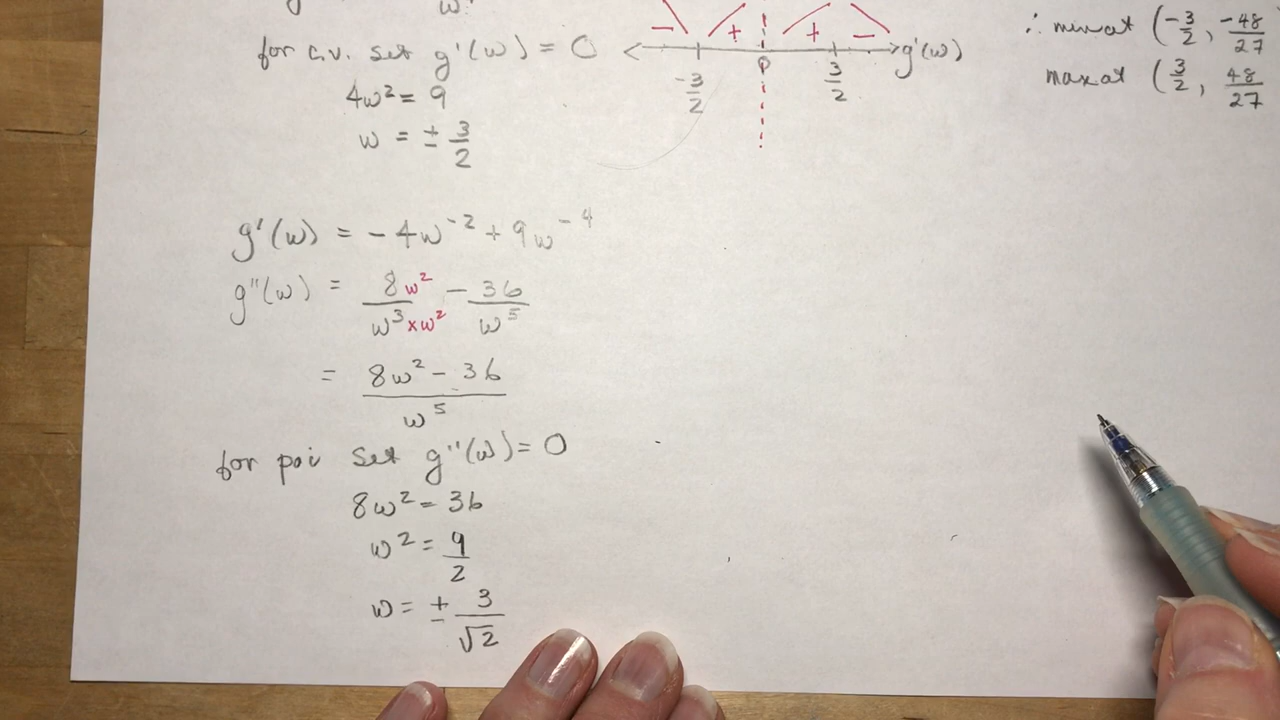 for c.v. set g'(w) = 0
4w² = 9
w = ± 3/2
− + + − g'(w)
-3/2 0 3/2
∴ min at (-3/2, -48/27
max at (3/2, 48/27
g'(w) = -4w⁻² + 9w⁻⁴
g''(w) = 8w²/w³×w² - 36/w⁵
= 8w² - 36/w⁵
for poi set g''(w) = 0
8w² = 36
w² = 9/2
w = ± 3/√2